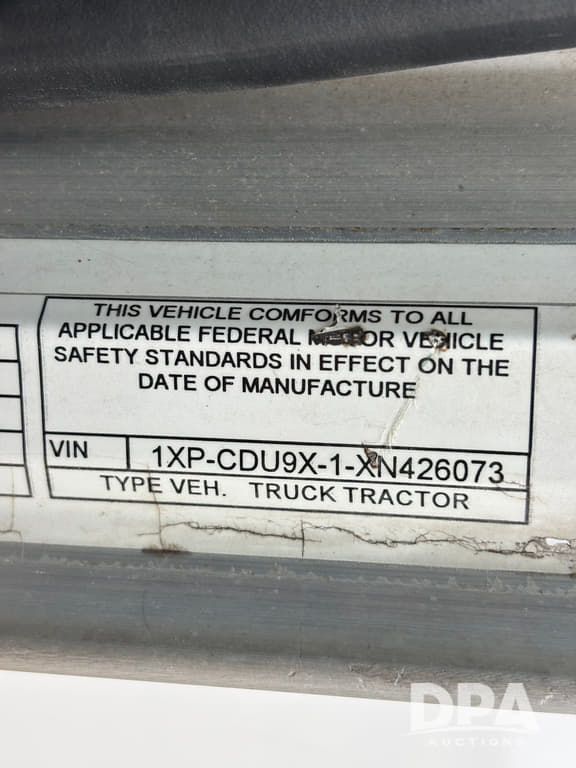 THIS VEHICLE COMFORMS TO ALL
APPLICABLE FEDERAL MOTOR VEHICLE
SAFETY STANDARDS IN EFFECT ON THE
DATE OF MANUFACTURE
VIN 1XP-CDU9X-1-XN426073
TYPE VEH. TRUCK TRACTOR
DPA
AUCTIONS